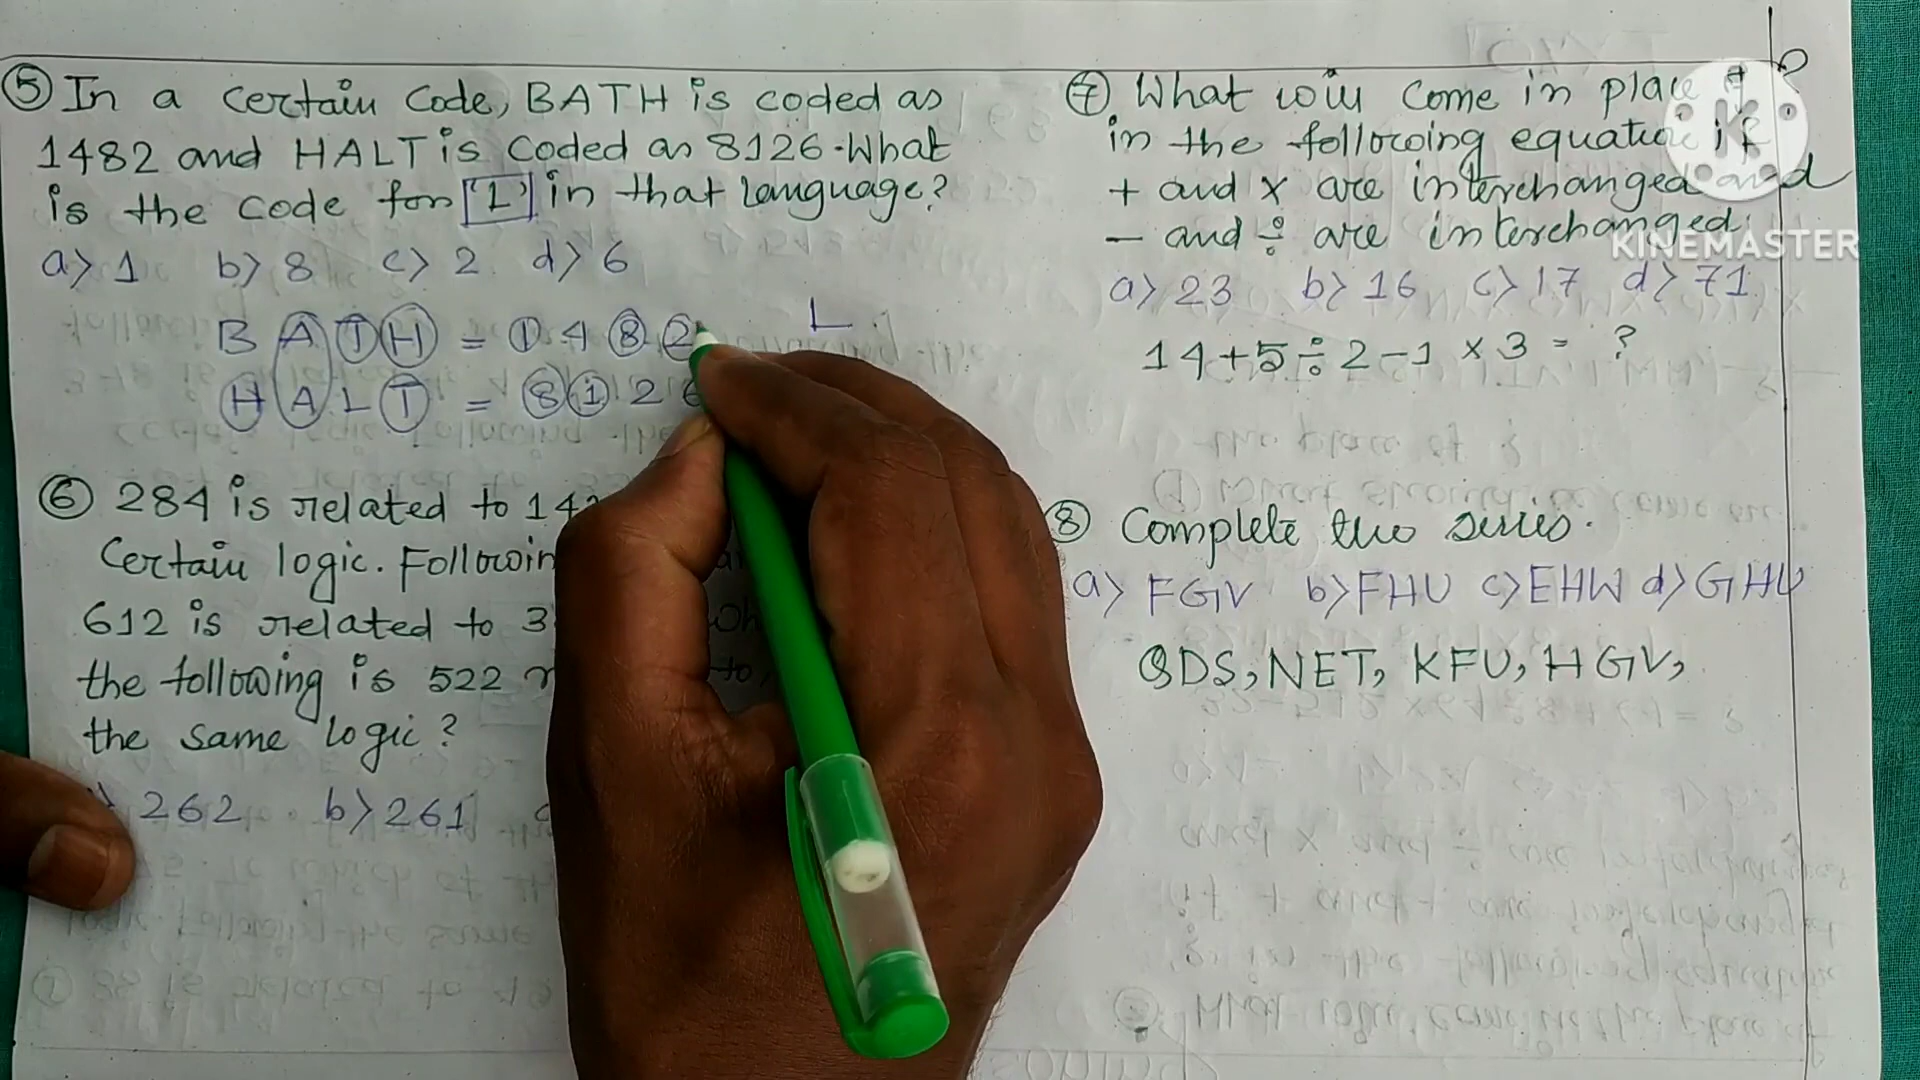 ⑤ In a certain code, BATH is coded as
1482 and HALT is coded as 8126. What
is the code for 'L' in that language?
a> 1 b> 8 c> 2 d> 6
B A T H = 1 4 8 2
L
H A L T = 8 1 2 6
⑥ 284 is related to 14
certain logic. Followin
612 is related to 3
the following is 522
the same logic?
262 b> 261
⑦ What will come in place of ?
in the following equation if
+ and × are interchanged and
− and ÷ are interchanged.
a> 23 b> 16 c> 17 d> 71
14 + 5 ÷ 2 − 1 × 3 = ?
⑧ Complete the series.
a> FGV b> FHU c> EHW d> GHU
QDS, NET, KFU, HGV,
K
KINEMASTER